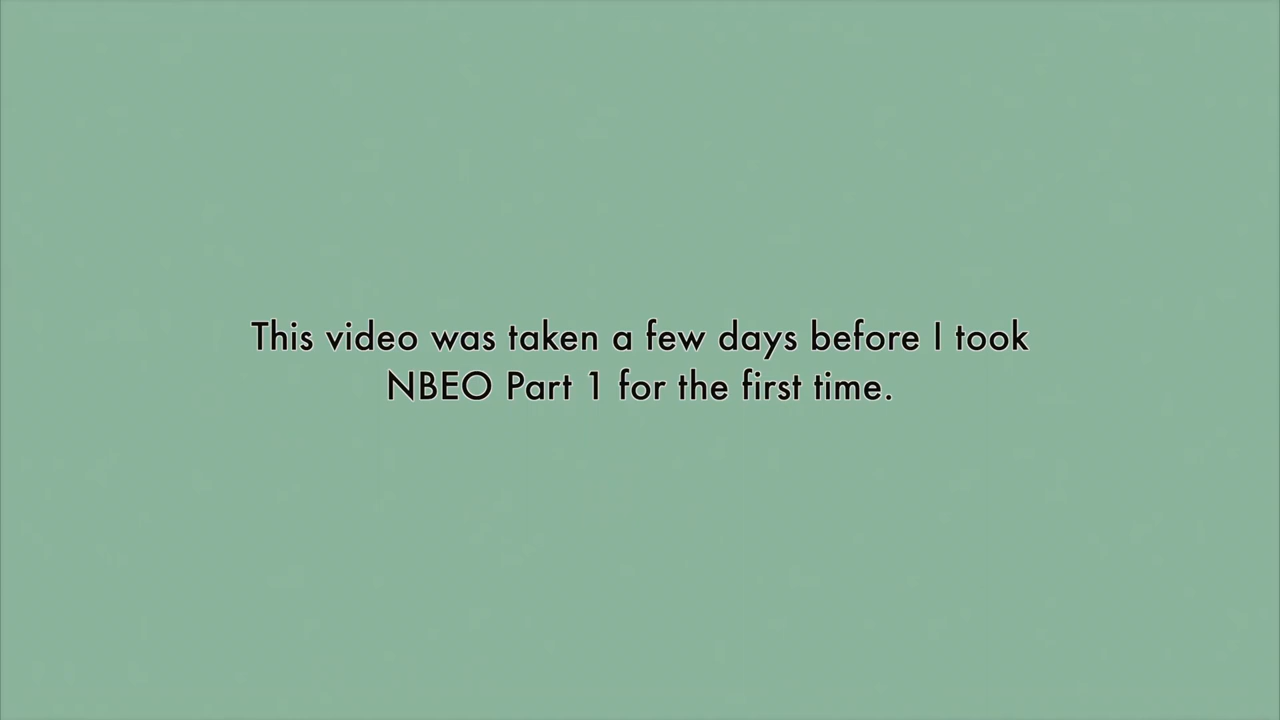 This video was taken a few days before I took
NBEO Part 1 for the first time.